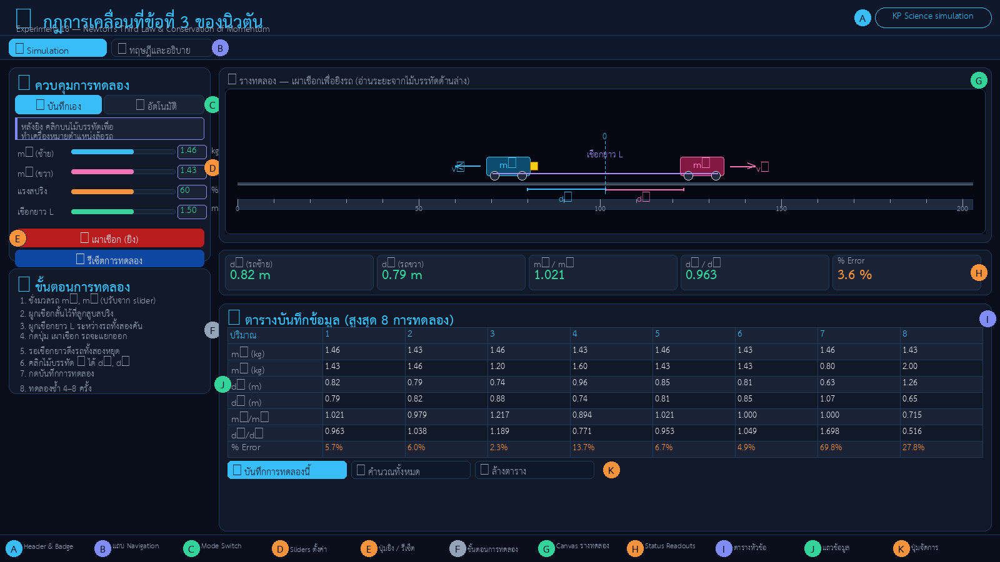 กฎการเคลื่อนที่ข้อที่ 3 ของนิวตัน
Experiment 18 — Newton's Third Law & Conservation of Momentum
A
KP Science simulation
Simulation
ทฤษฎีและอธิบาย
B
ควบคุมการทดลอง
บันทึกเอง
อัตโนมัติ
C
หลังยิง คลิกบนไม้บรรทัดเพื่อ
ทำเครื่องหมายตำแหน่งล้อรถ
m□ (ซ้าย) 1.46 kg
m□ (ขวา) 1.43
D
แรงสปริง 60 %
เชือกยาว L 1.50 m
E
เผาเชือก (ยิง)
รีเซ็ตการทดลอง
ขั้นตอนการทดลอง
1. ชั่งมวลรถ m□, m□ (ปรับจาก slider)
2. ผูกเชือกสั้นไว้ที่ลูกสูบสปริง
3. ผูกเชือกยาว L ระหว่างรถทั้งสองคัน
4. กดปุ่ม เผาเชือก รถจะแยกออก
5. รอเชือกยาวดึงรถทั้งสองหยุด
6. คลิกไม้บรรทัด □ ได้ d□, d□
7. กดบันทึกการทดลอง
8. ทดลองซ้ำ 4–8 ครั้ง
F
รางทดลอง — เผาเชือกเพื่อยิงรถ (อ่านระยะจากไม้บรรทัดด้านล่าง)
G
0
เชือกยาว L
v□
m□
m□
v□
d□
d□
0 50 100 150 200
d□ (รถซ้าย)
0.82 m
d□ (รถขวา)
0.79 m
m□ / m□
1.021
d□ / d□
0.963
% Error
3.6 %
H
ตารางบันทึกข้อมูล (สูงสุด 8 การทดลอง)
I
ปริมาณ 1 2 3 4 5 6 7 8
m□ (kg) 1.46 1.43 1.46 1.43 1.46 1.43 1.46 1.43
m□ (kg) 1.43 1.46 1.20 1.60 1.43 1.43 0.80 2.00
J
d□ (m) 0.82 0.79 0.74 0.96 0.85 0.81 0.63 1.26
d□ (m) 0.79 0.82 0.88 0.74 0.81 0.85 1.07 0.65
m□/m□ 1.021 0.979 1.217 0.894 1.021 1.000 1.000 0.715
d□/d□ 0.963 1.038 1.189 0.771 0.953 1.049 1.698 0.516
% Error 5.7% 6.0% 2.3% 13.7% 6.7% 4.9% 69.8% 27.8%
บันทึกการทดลองนี้
คำนวณทั้งหมด
ล้างตาราง
K
A Header & Badge
B แถบ Navigation
C Mode Switch
D Sliders ตั้งค่า
E ปุ่มยิง / รีเซ็ต
F ขั้นตอนการทดลอง
G Canvas รางทดลอง
H Status Readouts
I ตารางหัวข้อ
J แถวข้อมูล
K ปุ่มจัดการ